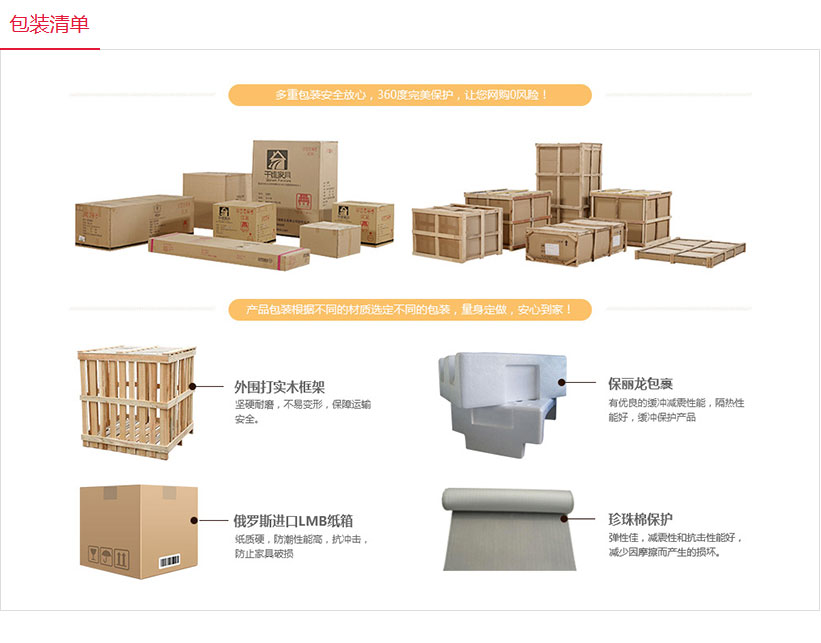 包装清单
多重包装安全放心，360度完美保护，让您网购0风险！
产品包装根据不同的材质选定不同的包装，量身定做，安心到家！
外围打实木框架
坚硬耐磨，不易变形，保障运输
安全。
保丽龙包裹
有优良的缓冲减震性能，隔热性
能好，缓冲保护产品
俄罗斯进口LMB纸箱
纸质硬，防潮性能高，抗冲击，
防止家具破损
珍珠棉保护
弹性佳，减震性和抗击性能好，
减少因摩擦而产生的损坏。